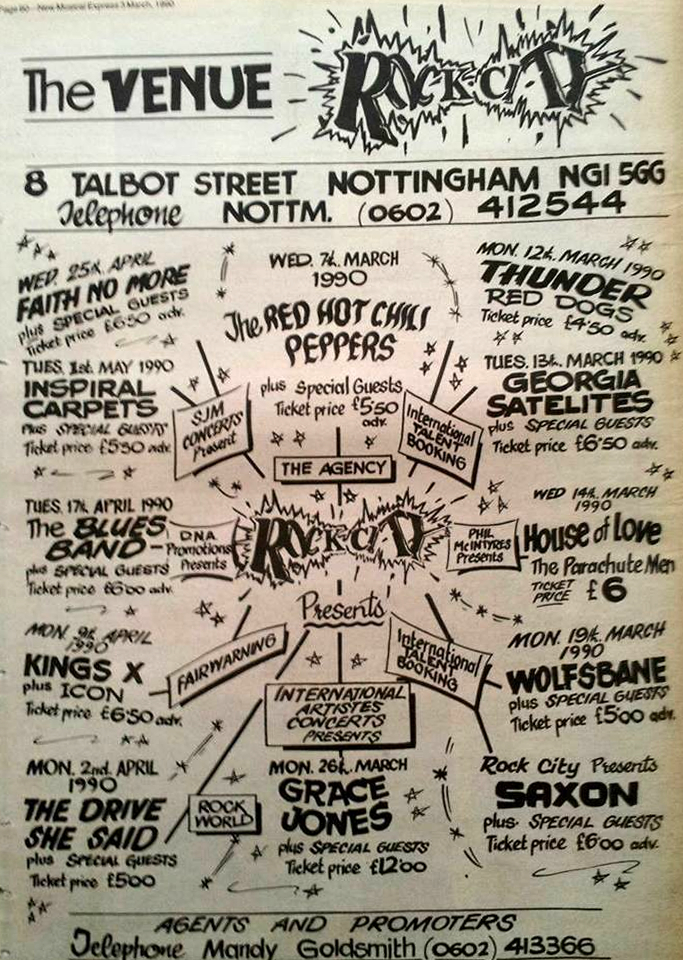 Page 60 — New Musical Express 3 March, 1990
The VENUE
ROCK CITY
8 TALBOT STREET NOTTINGHAM NG1 5GG
Telephone NOTTM. (0602) 412544
WED. 25th. APRIL
FAITH NO MORE
plus SPECIAL GUESTS
Ticket price £6·50 adv.
TUES. 1st. MAY 1990
INSPIRAL
CARPETS
plus SPECIAL GUESTS
Ticket price £5·50 adv.
TUES. 17th. APRIL 1990
The BLUES
BAND
plus SPECIAL GUESTS
Ticket price £6·00 adv.
MON. 9th. APRIL
1990
KINGS X
plus ICON
Ticket price £6·50 adv.
MON. 2nd. APRIL
1990
THE DRIVE
SHE SAID
plus SPECIAL GUESTS
Ticket price £5·00
WED. 7th. MARCH
1990
The RED HOT CHILI
PEPPERS
plus Special Guests
Ticket price £5·50
adv.
SJM
CONCERTS
Present
International
TALENT
BOOKING
THE AGENCY
DNA
Promotions
Presents
ROCK CITY
PHIL
McINTYRES
Presents
Presents
FAIR WARNING
International
TALENT
BOOKING
INTERNATIONAL
ARTISTES
CONCERTS
PRESENTS
ROCK
WORLD
MON. 26th. MARCH
GRACE
JONES
plus SPECIAL GUESTS
Ticket price £12·00
MON. 12th. MARCH 1990
THUNDER
RED DOGS
Ticket price £4·50 adv.
TUES. 13th. MARCH 1990
GEORGIA
SATELITES
plus SPECIAL GUESTS
Ticket price £6·50
WED 14th. MARCH
1990
House of Love
The Parachute Men
TICKET
PRICE £6
MON. 19th. MARCH
1990
WOLFSBANE
plus SPECIAL GUESTS
Ticket price £5·00 adv.
Rock City Presents
SAXON
plus· SPECIAL GUESTS
Ticket price £6·00 adv.
AGENTS AND PROMOTERS
Telephone Mandy Goldsmith (0602) 413366